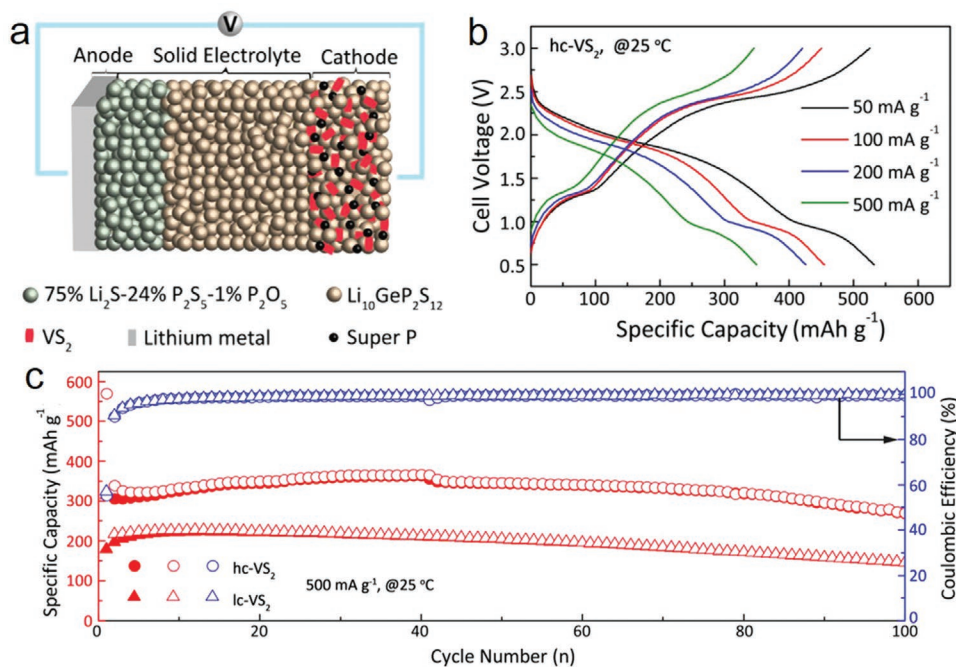 a
V
Anode Solid Electrolyte Cathode
75% Li₂S-24% P₂S₅-1% P₂O₅
Li₁₀GeP₂S₁₂
VS₂
Lithium metal
Super P
b
hc-VS₂, @25 °C
50 mA g⁻¹
100 mA g⁻¹
200 mA g⁻¹
500 mA g⁻¹
Cell Voltage (V)
3.0
2.5
2.0
1.5
1.0
0.5
0 100 200 300 400 500 600
Specific Capacity (mAh g⁻¹)
c
Specific Capacity (mAh g⁻¹)
600
500
400
300
200
100
0
hc-VS₂
lc-VS₂
500 mA g⁻¹, @25 °C
0 20 40 60 80 100
Cycle Number (n)
100
80
60
40
20
0
Coulombic Efficiency (%)